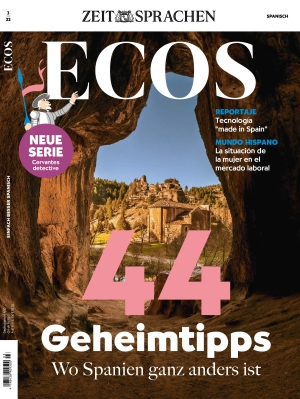 3
22
ZEIT SPRACHEN
SPANISCH
ECOS
ECOS
REPORTAJE
Tecnología
"made in Spain"
MUNDO HISPANO
La situación de
la mujer en el
mercado laboral
NEUE
SERIE
Cervantes
detective
EINFACH BESSER SPANISCH
44
Geheimtipps
Wo Spanien ganz anders ist